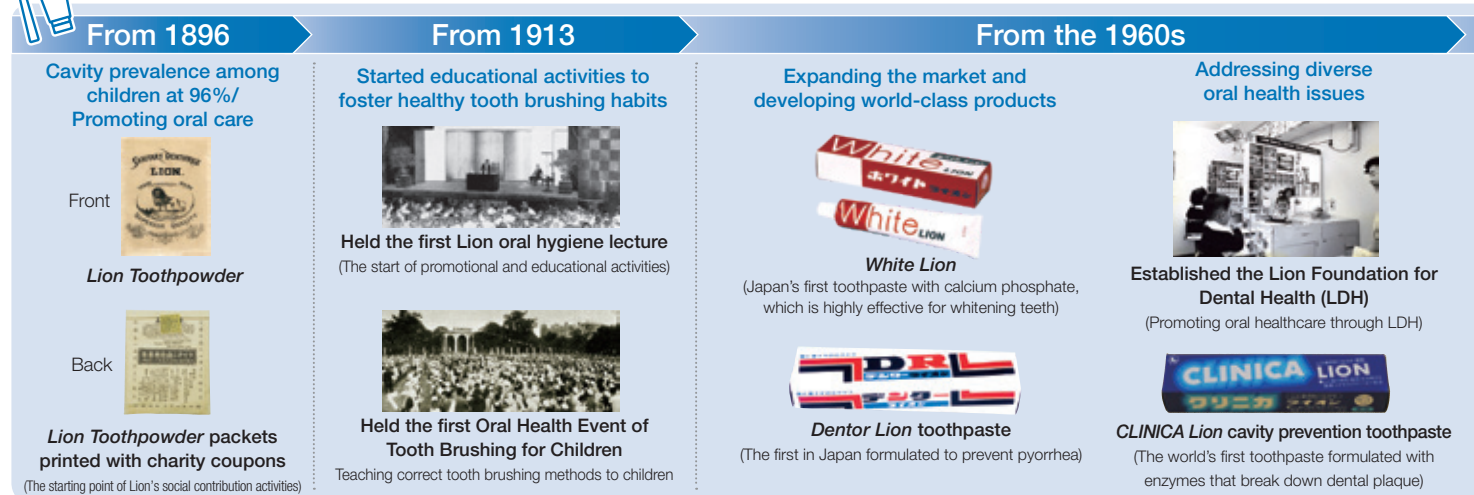 From 1896
Cavity prevalence among
children at 96%/
Promoting oral care
Front
LION.
Lion Toothpowder
Back
Lion Toothpowder packets
printed with charity coupons
(The starting point of Lion's social contribution activities)
From 1913
Started educational activities to
foster healthy tooth brushing habits
Held the first Lion oral hygiene lecture
(The start of promotional and educational activities)
Held the first Oral Health Event of
Tooth Brushing for Children
Teaching correct tooth brushing methods to children
From the 1960s
Expanding the market and
developing world-class products
White LION
ホワイト ライオン
White LION
White Lion
(Japan's first toothpaste with calcium phosphate,
which is highly effective for whitening teeth)
DR
デンター
Dentor Lion toothpaste
(The first in Japan formulated to prevent pyorrhea)
Addressing diverse
oral health issues
Established the Lion Foundation for
Dental Health (LDH)
(Promoting oral healthcare through LDH)
CLINICA LION
クリニカ ライオン
CLINICA Lion cavity prevention toothpaste
(The world's first toothpaste formulated with
enzymes that break down dental plaque)